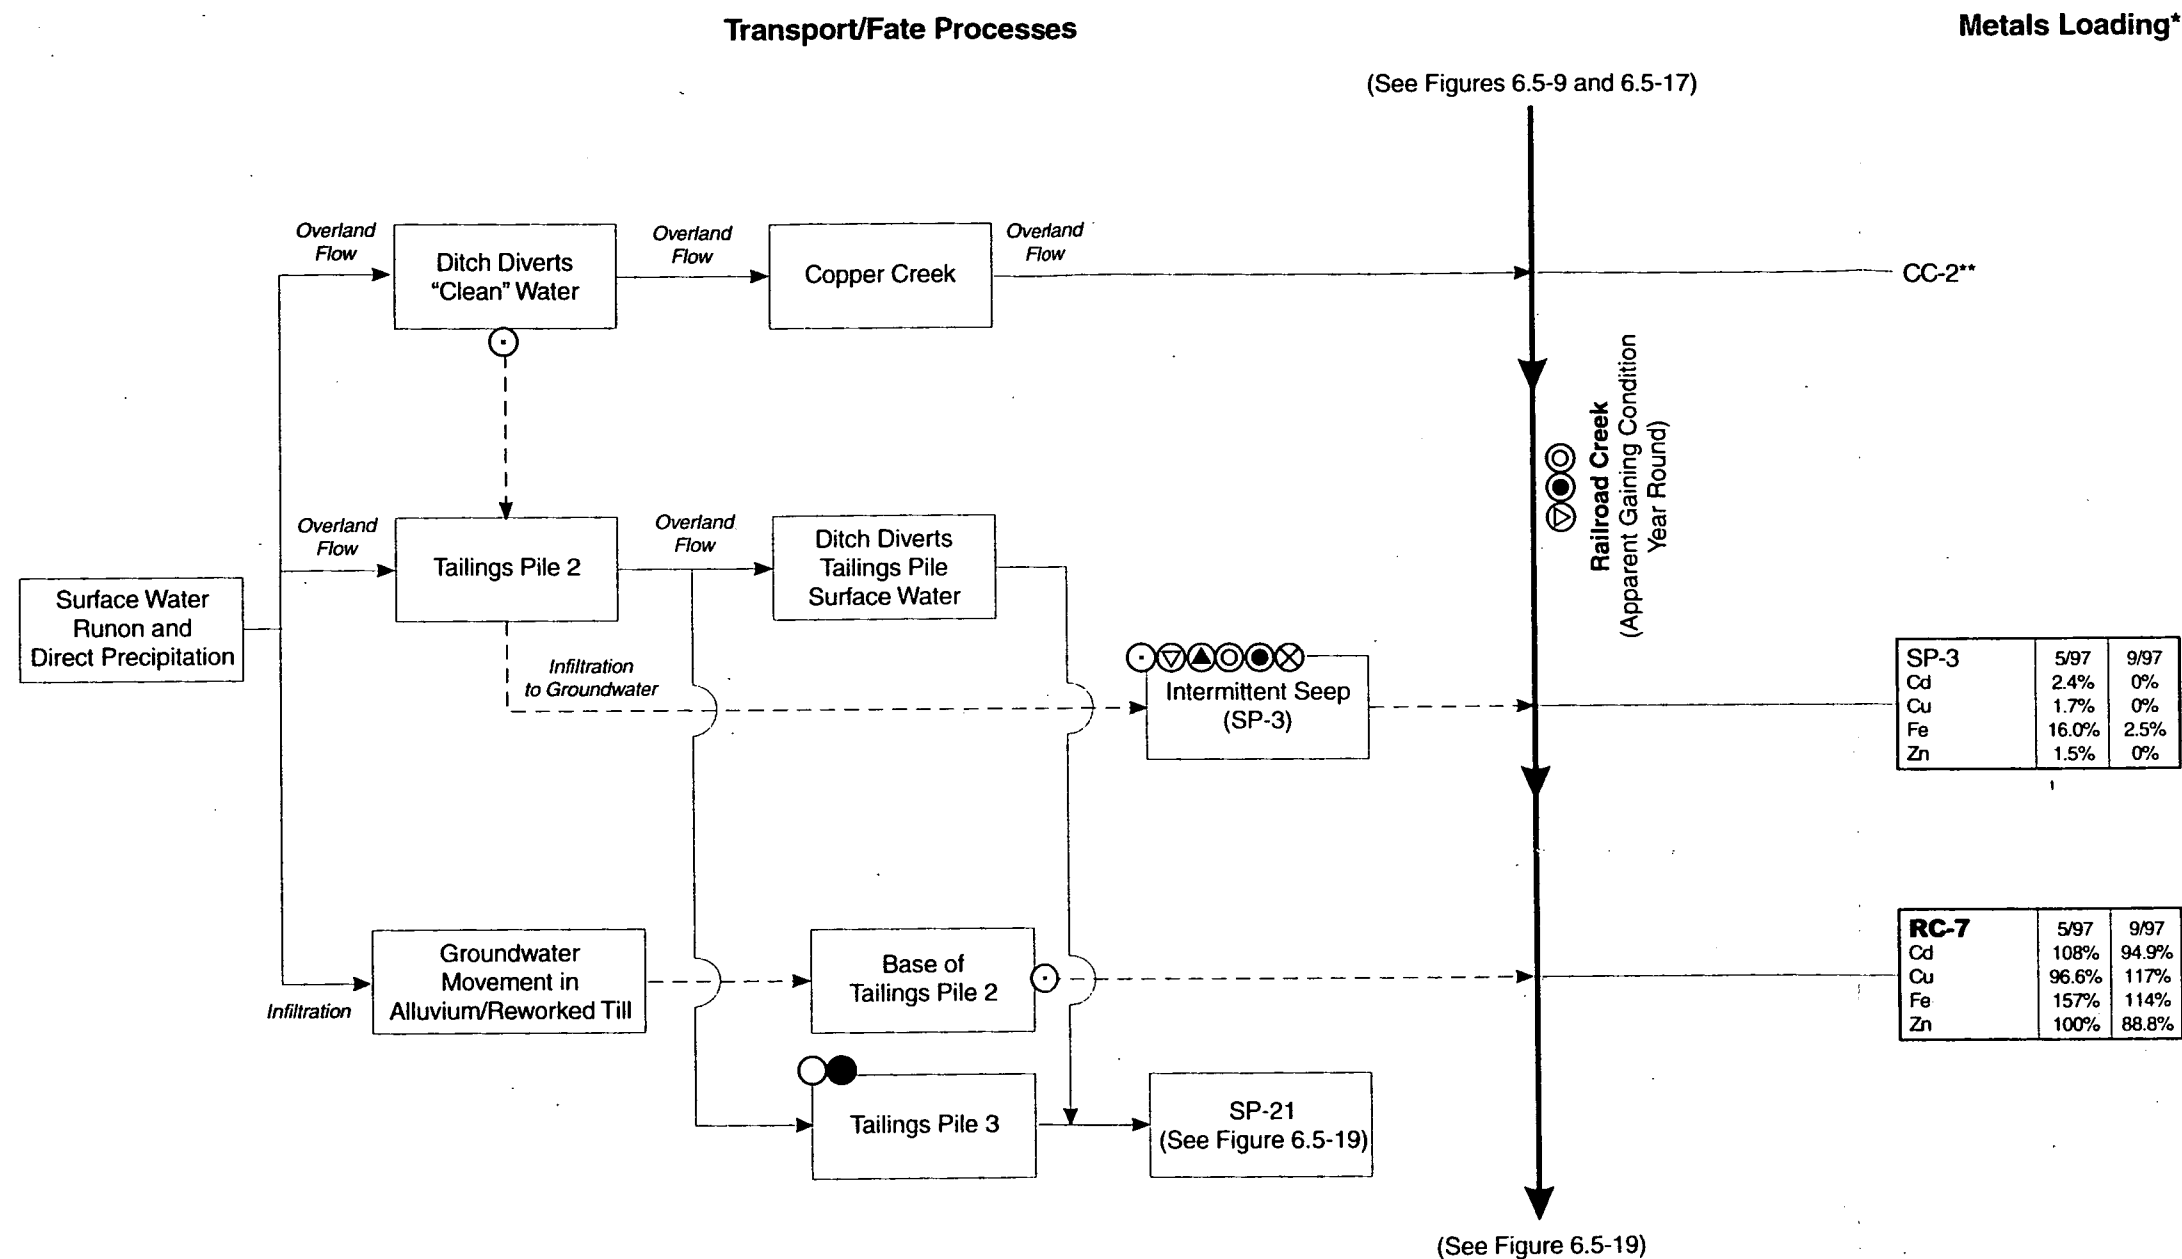 Transport/Fate Processes
Metals Loading*
(See Figures 6.5-9 and 6.5-17)
Overland
Flow
Ditch Diverts
"Clean" Water
Overland
Flow
Copper Creek
Overland
Flow
CC-2**
Railroad Creek
(Apparent Gaining Condition
Year Round)
Overland
Flow
Tailings Pile 2
Overland
Flow
Ditch Diverts
Tailings Pile
Surface Water
Surface Water
Runon and
Direct Precipitation
Infiltration
to Groundwater
Intermittent Seep
(SP-3)
SP-3 5/97 9/97
Cd 2.4% 0%
Cu 1.7% 0%
Fe 16.0% 2.5%
Zn 1.5% 0%
Infiltration
Groundwater
Movement in
Alluvium/Reworked Till
Base of
Tailings Pile 2
RC-7 5/97 9/97
Cd 108% 94.9%
Cu 96.6% 117%
Fe 157% 114%
Zn 100% 88.8%
Tailings Pile 3
SP-21
(See Figure 6.5-19)
(See Figure 6.5-19)